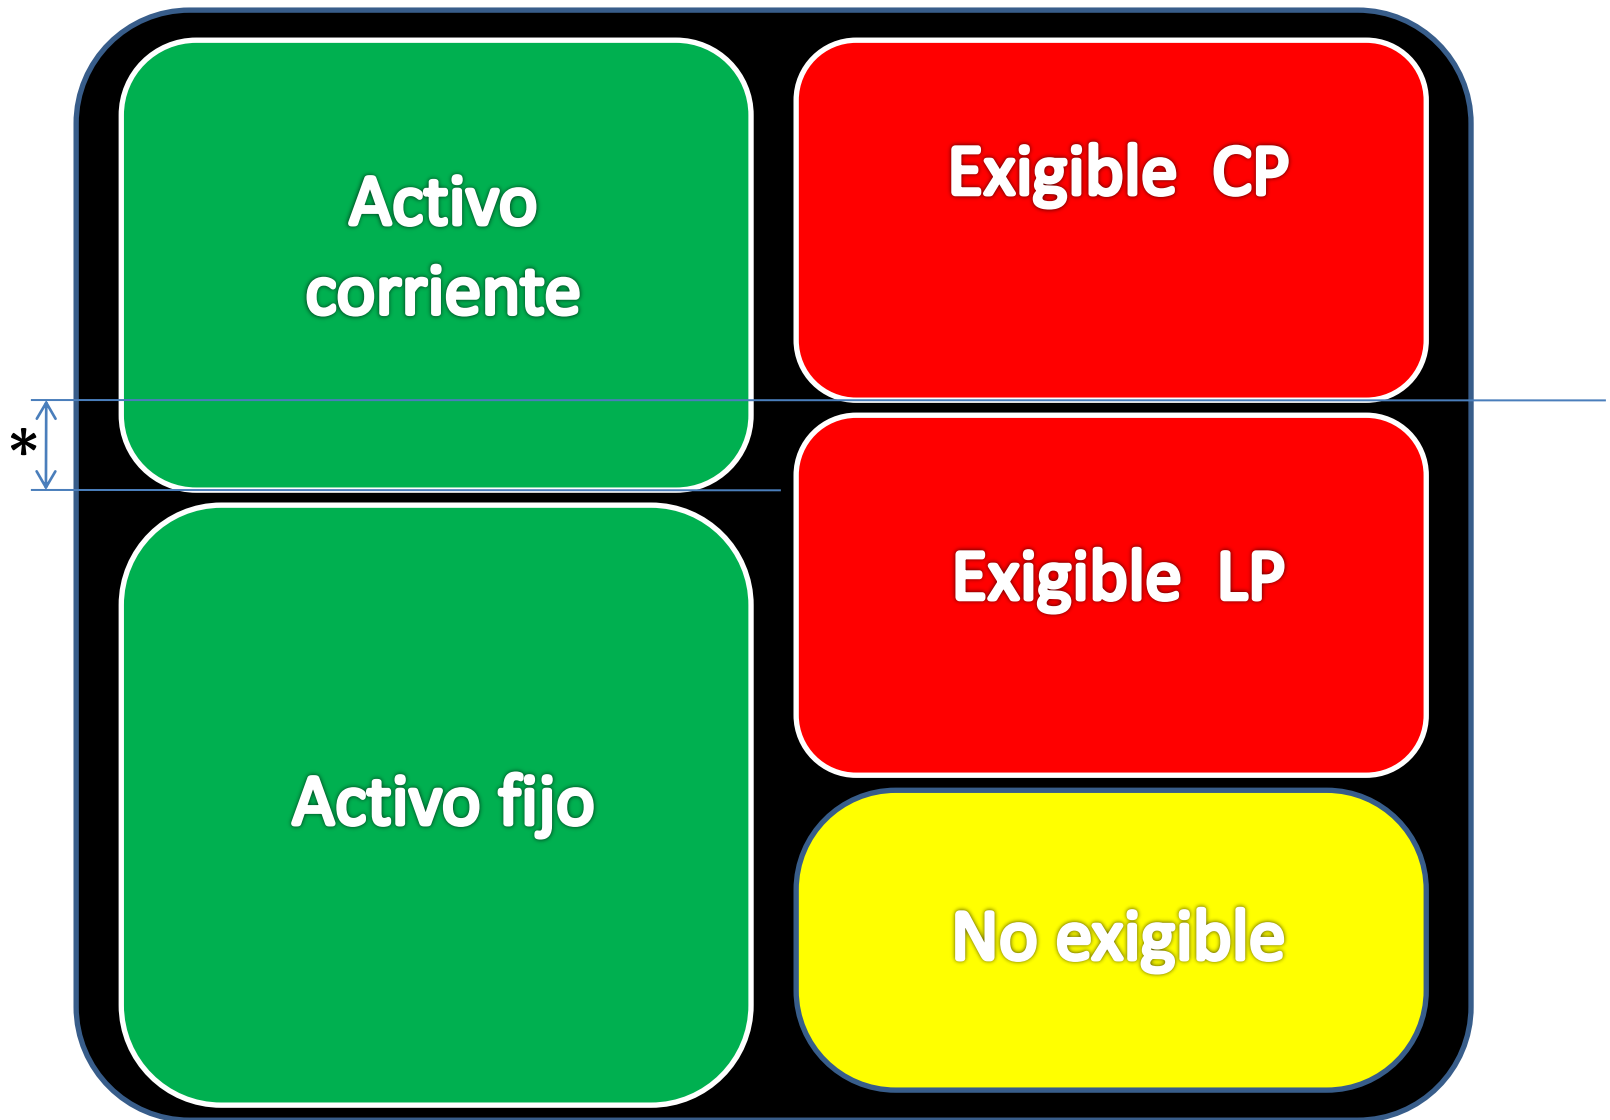 Activo
corriente
Exigible CP
*
Exigible LP
Activo fijo
No exigible